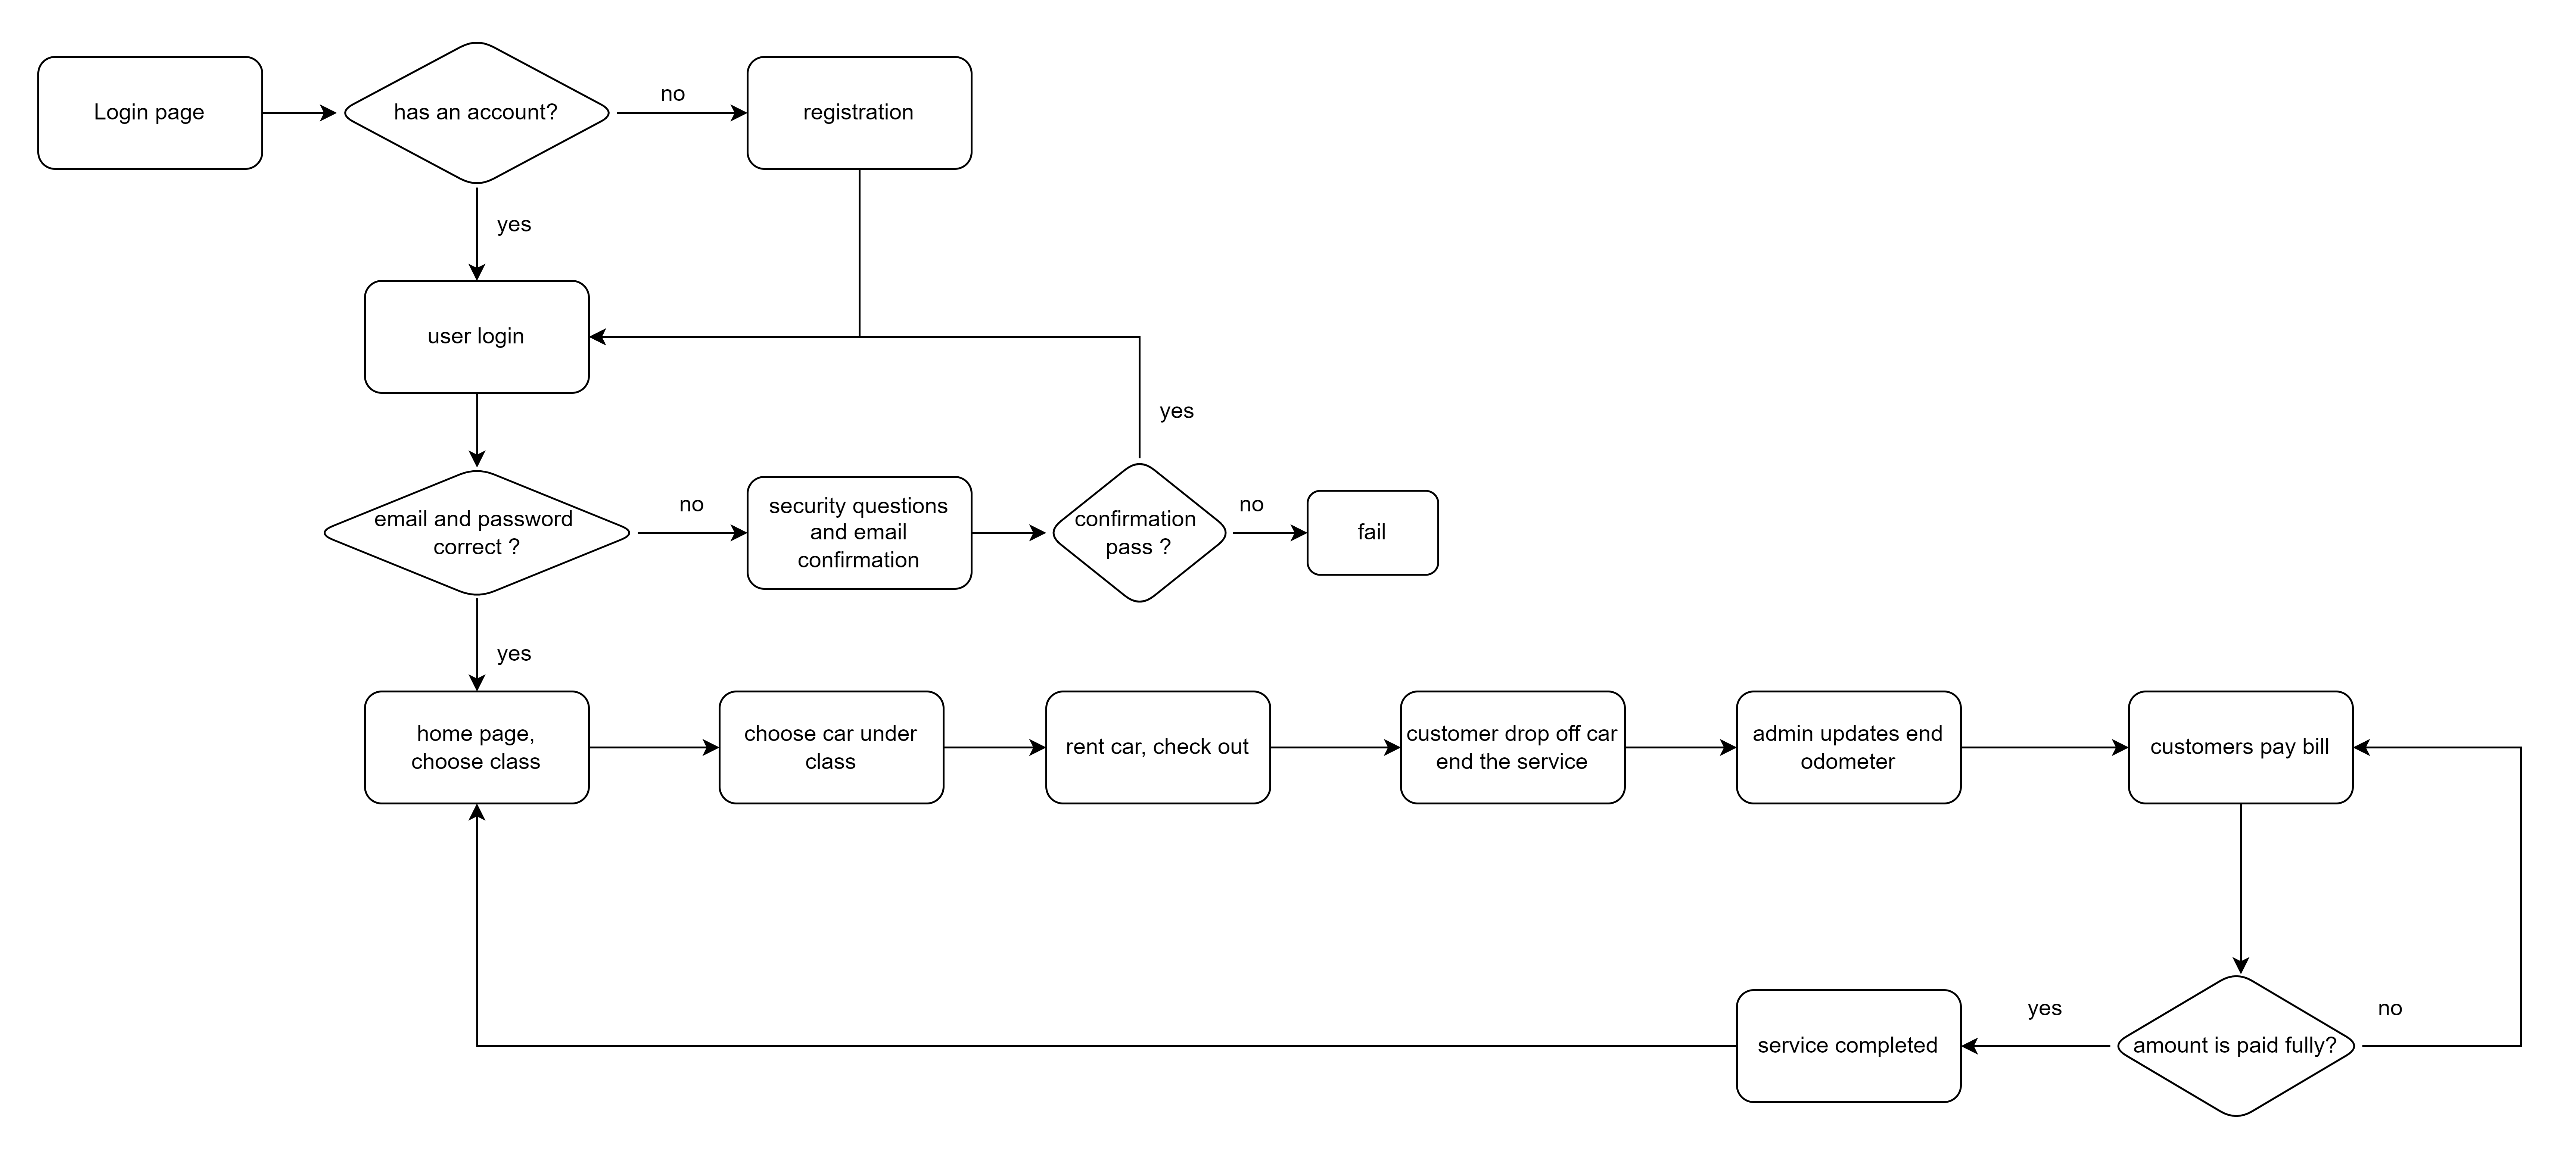 Login page
has an account?
no
registration
yes
user login
yes
email and password
correct ?
no
security questions
and email
confirmation
confirmation
pass ?
no
fail
yes
home page,
choose class
choose car under
class
rent car, check out
customer drop off car
end the service
admin updates end
odometer
customers pay bill
service completed
yes
amount is paid fully?
no